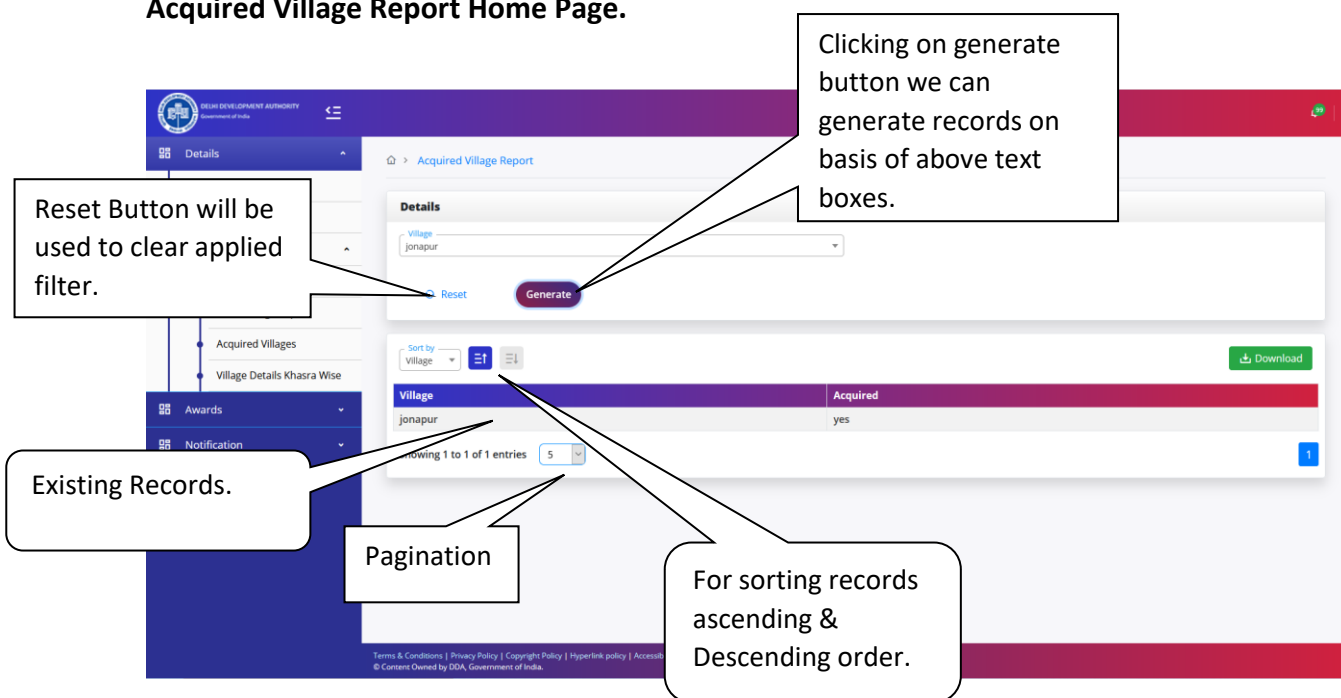 Acquired Village Report Home Page.
Clicking on generate
button we can
generate records on
basis of above text
boxes.
DELHI DEVELOPMENT AUTHORITY
Government of India
99
Details
Acquired Village Report
Reset Button will be
used to clear applied
filter.
Details
Village
jonapur
Reset
Generate
Acquired Villages
Village Details Khasra Wise
Awards
Notification
Sort by
Village
Download
Village Acquired
jonapur yes
Showing 1 to 1 of 1 entries 5
1
Existing Records.
Pagination
For sorting records
ascending &
Descending order.
Terms & Conditions | Privacy Policy | Copyright Policy | Hyperlink policy |
© Content Owned by DDA, Government of India.